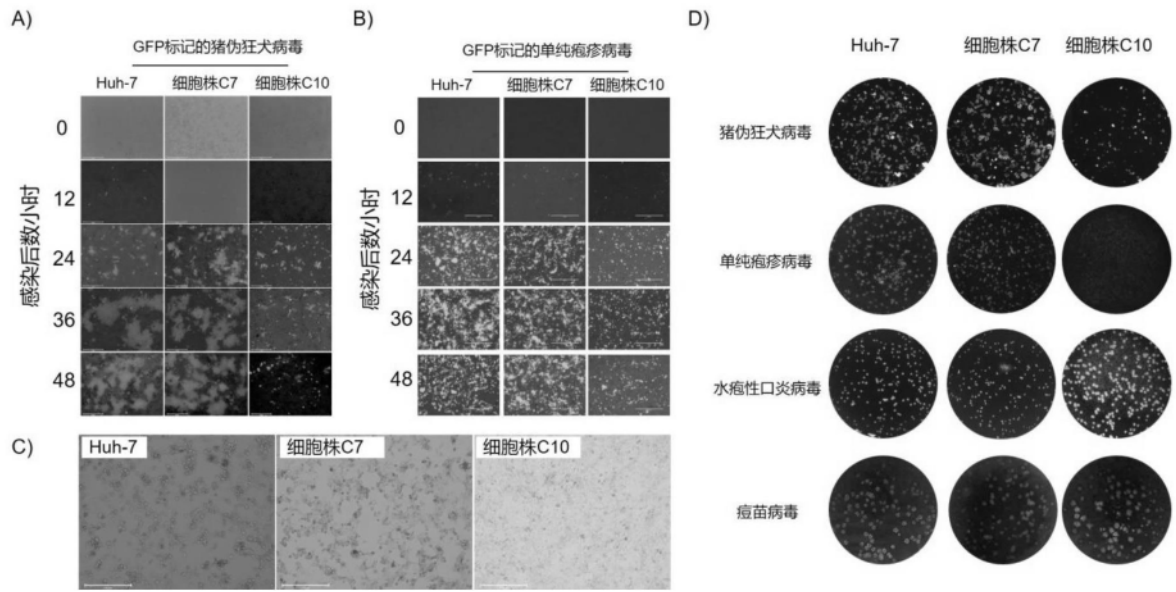 A)
GFP标记的猪伪狂犬病毒
Huh-7 细胞株C7 细胞株C10
感染后数小时
0
12
24
36
48
B)
GFP标记的单纯疱疹病毒
Huh-7 细胞株C7 细胞株C10
感染后数小时
0
12
24
36
48
C)
Huh-7 细胞株C7 细胞株C10
D)
Huh-7 细胞株C7 细胞株C10
猪伪狂犬病毒
单纯疱疹病毒
水疱性口炎病毒
痘苗病毒